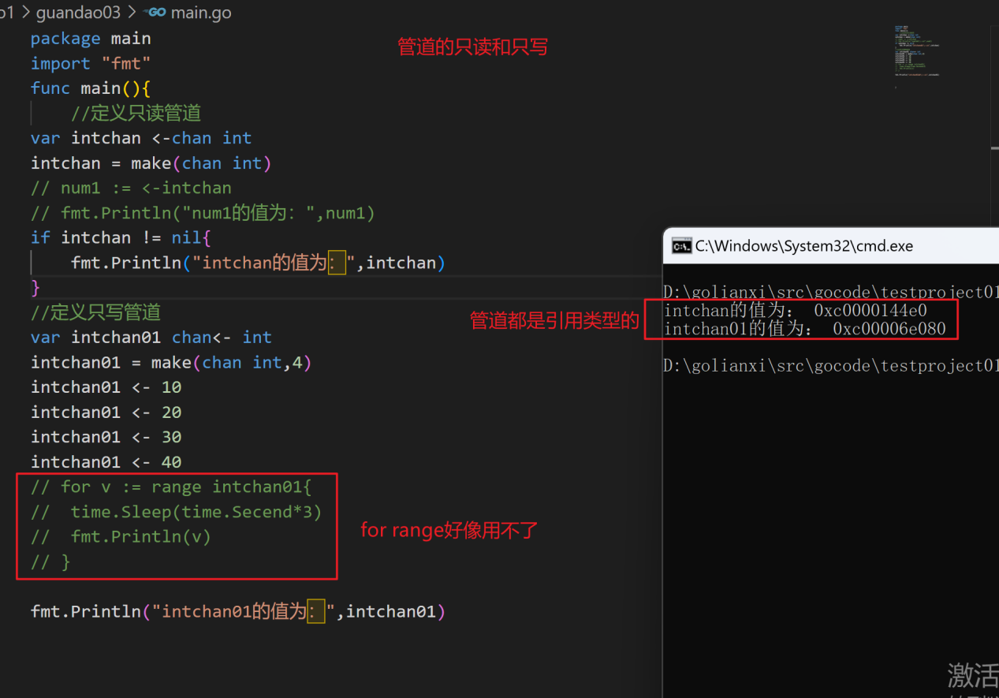 o1 > guandao03 > GO main.go
package main
管道的只读和只写
import "fmt"
func main(){
//定义只读管道
var intchan <-chan int
intchan = make(chan int)
// num1 := <-intchan
// fmt.Println("num1的值为：",num1)
if intchan != nil{
fmt.Println("intchan的值为：",intchan)
}
//定义只写管道
var intchan01 chan<- int
intchan01 = make(chan int,4)
intchan01 <- 10
intchan01 <- 20
intchan01 <- 30
intchan01 <- 40
// for v := range intchan01{
// time.Sleep(time.Secend*3)
// fmt.Println(v)
// }
for range好像用不了
fmt.Println("intchan01的值为：",intchan01)
C:\Windows\System32\cmd.exe
D:\golianxi\src\gocode\testproject01
管道都是引用类型的
intchan的值为： 0xc0000144e0
intchan01的值为： 0xc00006e080
D:\golianxi\src\gocode\testproject01
激活